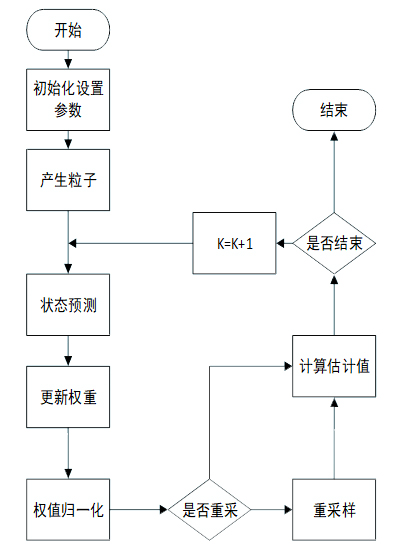 开始
初始化设置
参数
产生粒子
状态预测
更新权重
权值归一化
是否重采
重采样
计算估计值
是否结束
K=K+1
结束